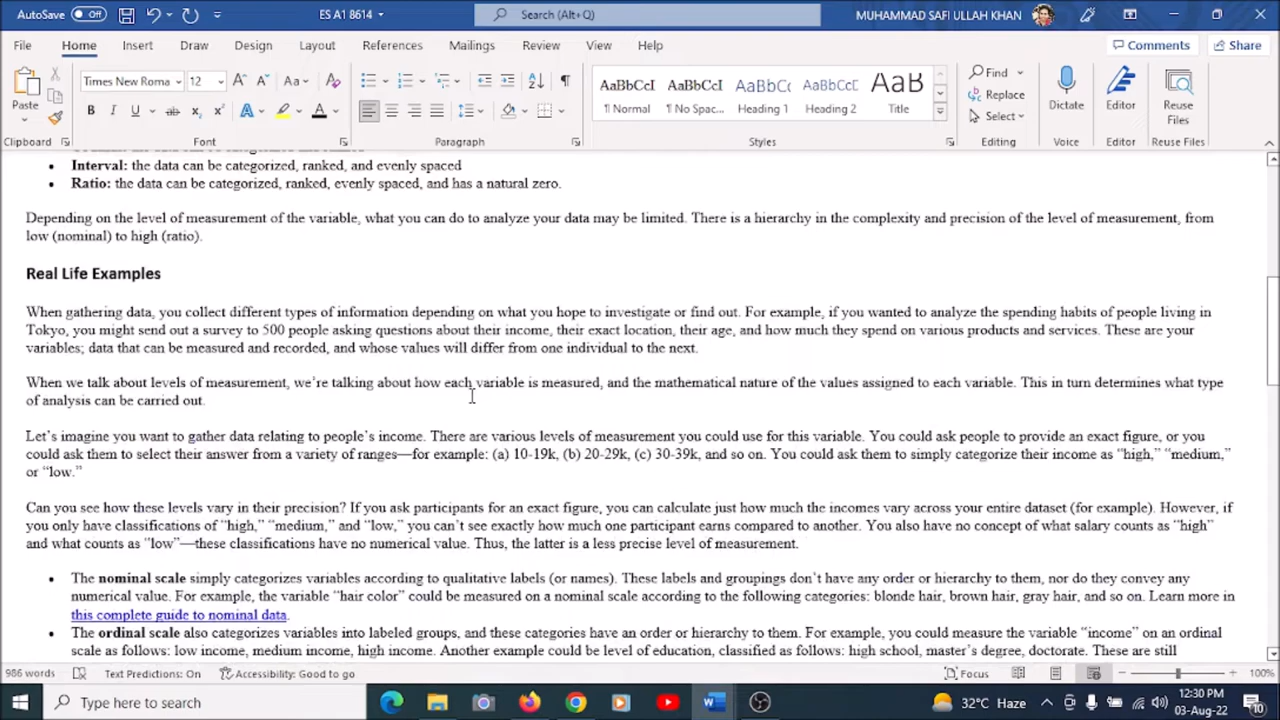 AutoSave Off ES A1 8614 Search (Alt+Q) MUHAMMAD SAFI ULLAH KHAN
File Home Insert Draw Design Layout References Mailings Review View Help Comments Share
Times New Roma 12 Aa
AaBbCcI AaBbCcI AaBbCc AaBbCcD AaB
¶ Normal ¶ No Spac... Heading 1 Heading 2 Title
Paste
Find
Replace
Select
Dictate Editor Reuse Files
Clipboard Font Paragraph Styles Editing Voice Editor Reuse Files
• Interval: the data can be categorized, ranked, and evenly spaced
• Ratio: the data can be categorized, ranked, evenly spaced, and has a natural zero.
Depending on the level of measurement of the variable, what you can do to analyze your data may be limited. There is a hierarchy in the complexity and precision of the level of measurement, from
low (nominal) to high (ratio).
Real Life Examples
When gathering data, you collect different types of information depending on what you hope to investigate or find out. For example, if you wanted to analyze the spending habits of people living in
Tokyo, you might send out a survey to 500 people asking questions about their income, their exact location, their age, and how much they spend on various products and services. These are your
variables; data that can be measured and recorded, and whose values will differ from one individual to the next.
When we talk about levels of measurement, we're talking about how each variable is measured, and the mathematical nature of the values assigned to each variable. This in turn determines what type
of analysis can be carried out.
Let's imagine you want to gather data relating to people's income. There are various levels of measurement you could use for this variable. You could ask people to provide an exact figure, or you
could ask them to select their answer from a variety of ranges—for example: (a) 10-19k, (b) 20-29k, (c) 30-39k, and so on. You could ask them to simply categorize their income as “high,” “medium,”
or “low.”
Can you see how these levels vary in their precision? If you ask participants for an exact figure, you can calculate just how much the incomes vary across your entire dataset (for example). However, if
you only have classifications of “high,” “medium,” and “low,” you can't see exactly how much one participant earns compared to another. You also have no concept of what salary counts as “high”
and what counts as “low”—these classifications have no numerical value. Thus, the latter is a less precise level of measurement.
• The nominal scale simply categorizes variables according to qualitative labels (or names). These labels and groupings don't have any order or hierarchy to them, nor do they convey any
numerical value. For example, the variable “hair color” could be measured on a nominal scale according to the following categories: blonde hair, brown hair, gray hair, and so on. Learn more in
this complete guide to nominal data.
• The ordinal scale also categorizes variables into labeled groups, and these categories have an order or hierarchy to them. For example, you could measure the variable “income” on an ordinal
scale as follows: low income, medium income, high income. Another example could be level of education, classified as follows: high school, master's degree, doctorate. These are still
986 words Text Predictions: On Accessibility: Good to go Focus 100%
Type here to search 32°C Haze 12:30 PM
03-Aug-22 10